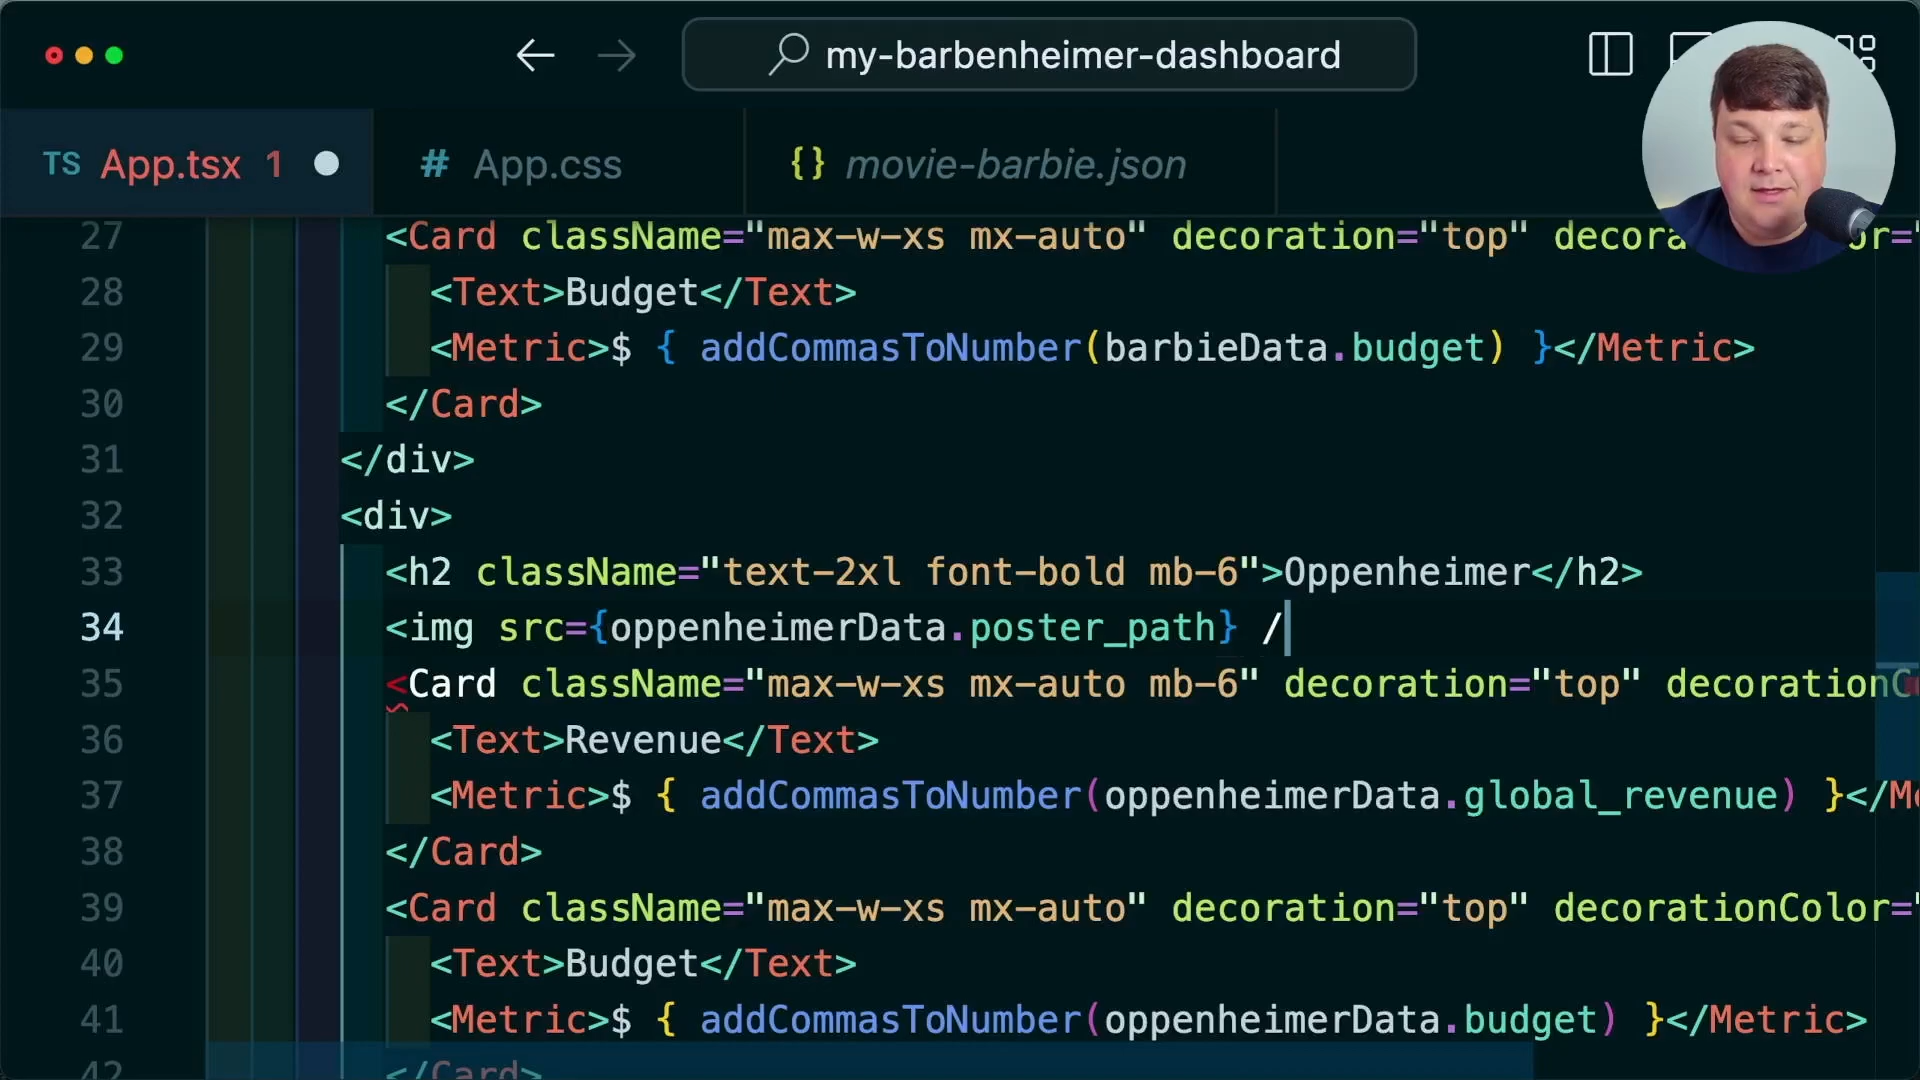 my-barbenheimer-dashboard
TS App.tsx 1
# App.css
{} movie-barbie.json
27 <Card className="max-w-xs mx-auto" decoration="top" decora or="
28 <Text>Budget</Text>
29 <Metric>$ { addCommasToNumber(barbieData.budget) }</Metric>
30 </Card>
31 </div>
32 <div>
33 <h2 className="text-2xl font-bold mb-6">Oppenheimer</h2>
34 <img src={oppenheimerData.poster_path} /
35 <Card className="max-w-xs mx-auto mb-6" decoration="top" decorationC
36 <Text>Revenue</Text>
37 <Metric>$ { addCommasToNumber(oppenheimerData.global_revenue) }</Me
38 </Card>
39 <Card className="max-w-xs mx-auto" decoration="top" decorationColor="
40 <Text>Budget</Text>
41 <Metric>$ { addCommasToNumber(oppenheimerData.budget) }</Metric>
42 </Card>